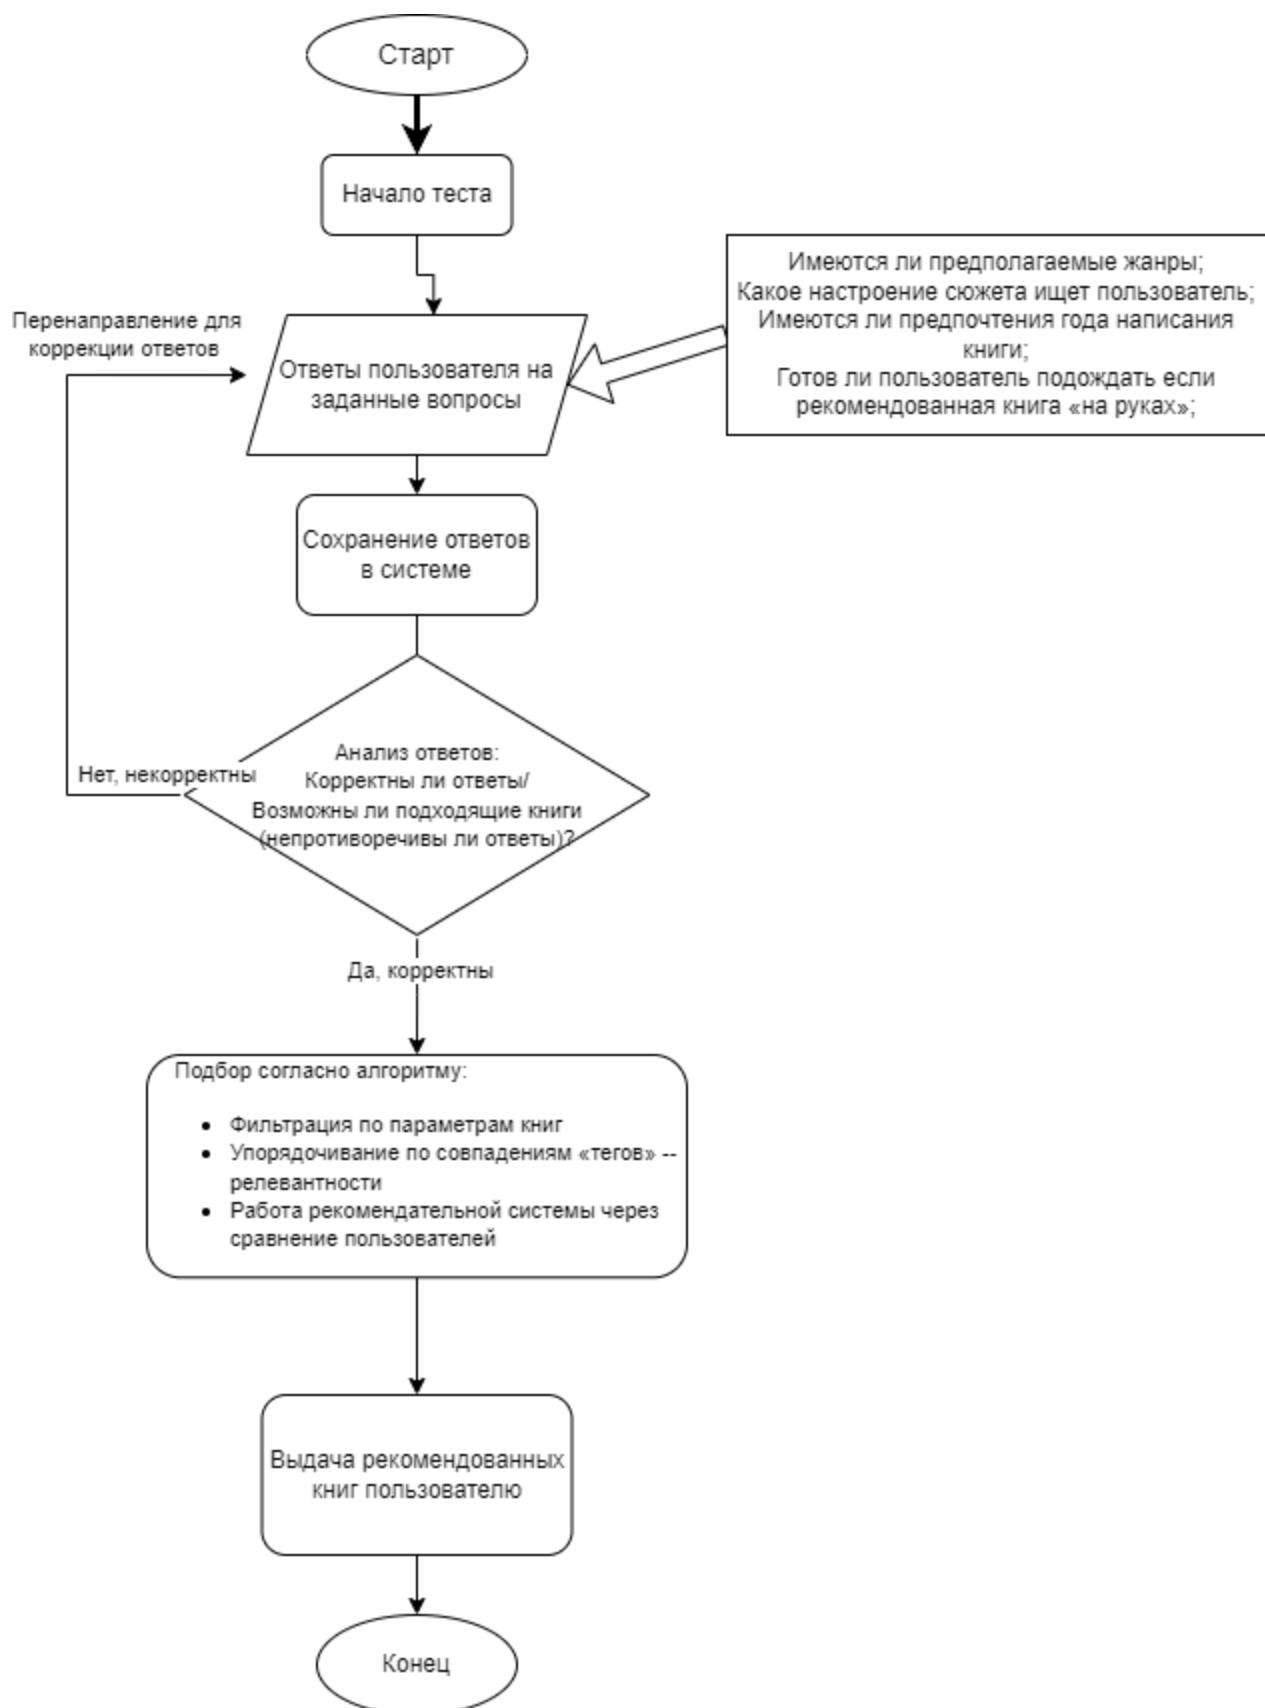 Старт
Начало теста
Имеются ли предполагаемые жанры;
Какое настроение сюжета ищет пользователь;
Имеются ли предпочтения года написания
книги;
Готов ли пользователь подождать если
рекомендованная книга «на руках»;
Перенаправление для
коррекции ответов
Ответы пользователя на
заданные вопросы
Сохранение ответов
в системе
Анализ ответов:
Корректны ли ответы/
Возможны ли подходящие книги
(непротиворечивы ли ответы)?
Нет, некорректны
Да, корректны
Подбор согласно алгоритму:
• Фильтрация по параметрам книг
• Упорядочивание по совпадениям «тегов» --
релевантности
• Работа рекомендательной системы через
сравнение пользователей
Выдача рекомендованных
книг пользователю
Конец